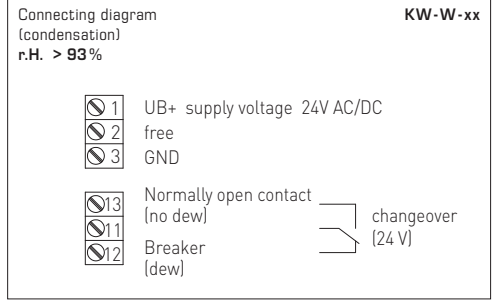 Connecting diagram
(condensation)
r.H. > 93%
KW-W-xx
1 UB+ supply voltage 24V AC/DC
2 free
3 GND
13 Normally open contact
(no dew)
11
12 Breaker
(dew)
changeover
(24 V)